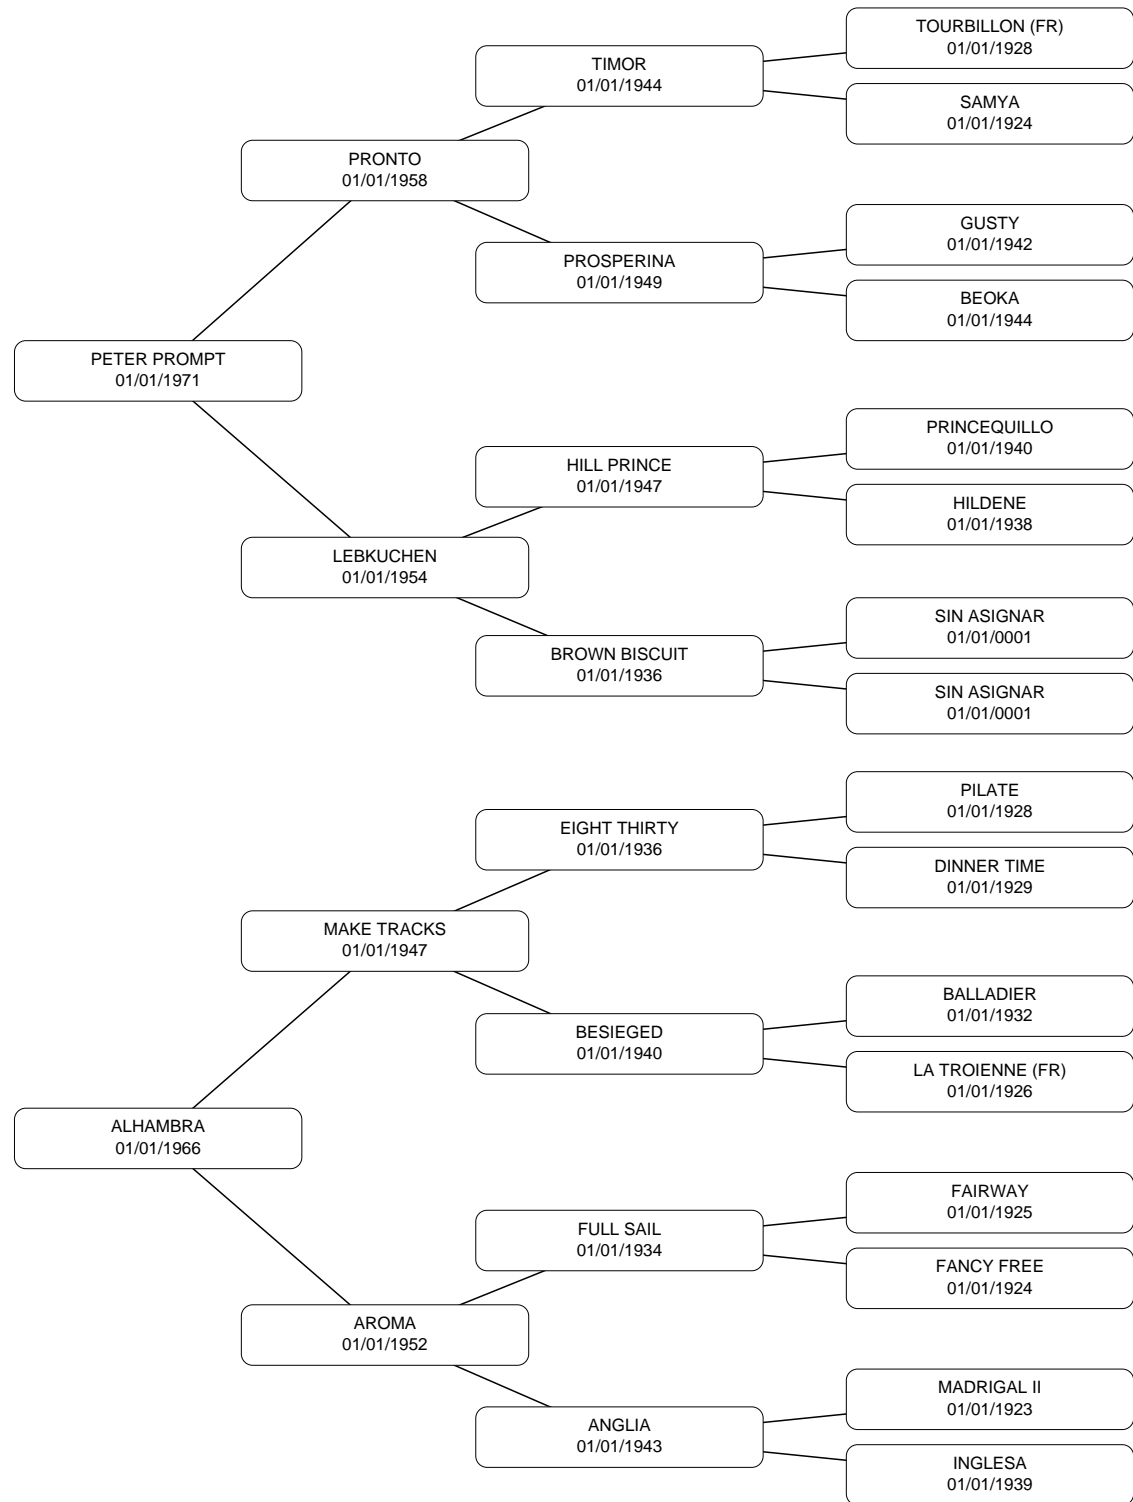 TOURBILLON (FR)
01/01/1928
TIMOR
01/01/1944
SAMYA
01/01/1924
PRONTO
01/01/1958
GUSTY
01/01/1942
PROSPERINA
01/01/1949
BEOKA
01/01/1944
PETER PROMPT
01/01/1971
PRINCEQUILLO
01/01/1940
HILL PRINCE
01/01/1947
HILDENE
01/01/1938
LEBKUCHEN
01/01/1954
SIN ASIGNAR
01/01/0001
BROWN BISCUIT
01/01/1936
SIN ASIGNAR
01/01/0001
PILATE
01/01/1928
EIGHT THIRTY
01/01/1936
DINNER TIME
01/01/1929
MAKE TRACKS
01/01/1947
BALLADIER
01/01/1932
BESIEGED
01/01/1940
LA TROIENNE (FR)
01/01/1926
ALHAMBRA
01/01/1966
FAIRWAY
01/01/1925
FULL SAIL
01/01/1934
FANCY FREE
01/01/1924
AROMA
01/01/1952
MADRIGAL II
01/01/1923
ANGLIA
01/01/1943
INGLESA
01/01/1939